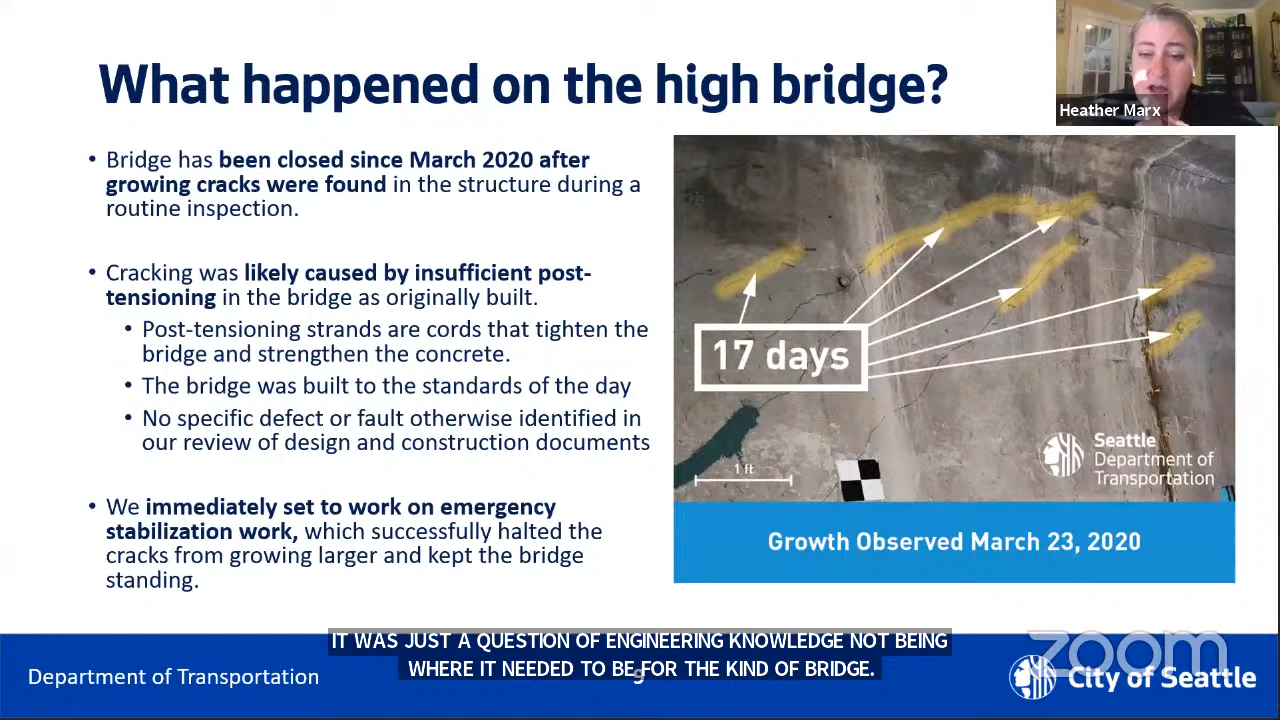 What happened on the high bridge?
Heather Marx
• Bridge has been closed since March 2020 after
growing cracks were found in the structure during a
routine inspection.
• Cracking was likely caused by insufficient post-
tensioning in the bridge as originally built.
• Post-tensioning strands are cords that tighten the
bridge and strengthen the concrete.
• The bridge was built to the standards of the day
• No specific defect or fault otherwise identified in
our review of design and construction documents
• We immediately set to work on emergency
stabilization work, which successfully halted the
cracks from growing larger and kept the bridge
standing.
17 days
1 ft
Seattle
Department of
Transportation
Growth Observed March 23, 2020
IT WAS JUST A QUESTION OF ENGINEERING KNOWLEDGE NOT BEING
WHERE IT NEEDED TO BE FOR THE KIND OF BRIDGE.
Department of Transportation
9
zoom
City of Seattle